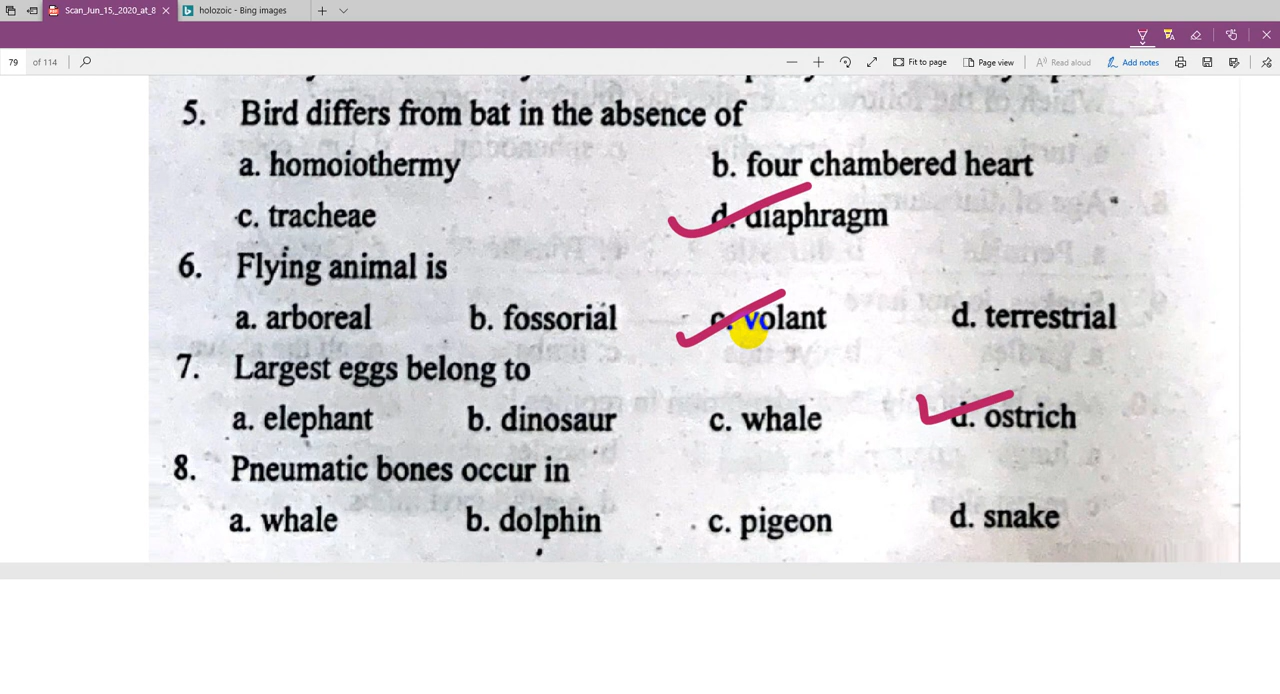 Scan_Jun_15,_2020_at_8
holozoic - Bing images
79 of 114
Fit to page
Page view
Read aloud
Add notes
5. Bird differs from bat in the absence of
a. homoiothermy b. four chambered heart
c. tracheae d. diaphragm
6. Flying animal is
a. arboreal b. fossorial c. volant d. terrestrial
7. Largest eggs belong to
a. elephant b. dinosaur c. whale d. ostrich
8. Pneumatic bones occur in
a. whale b. dolphin c. pigeon d. snake